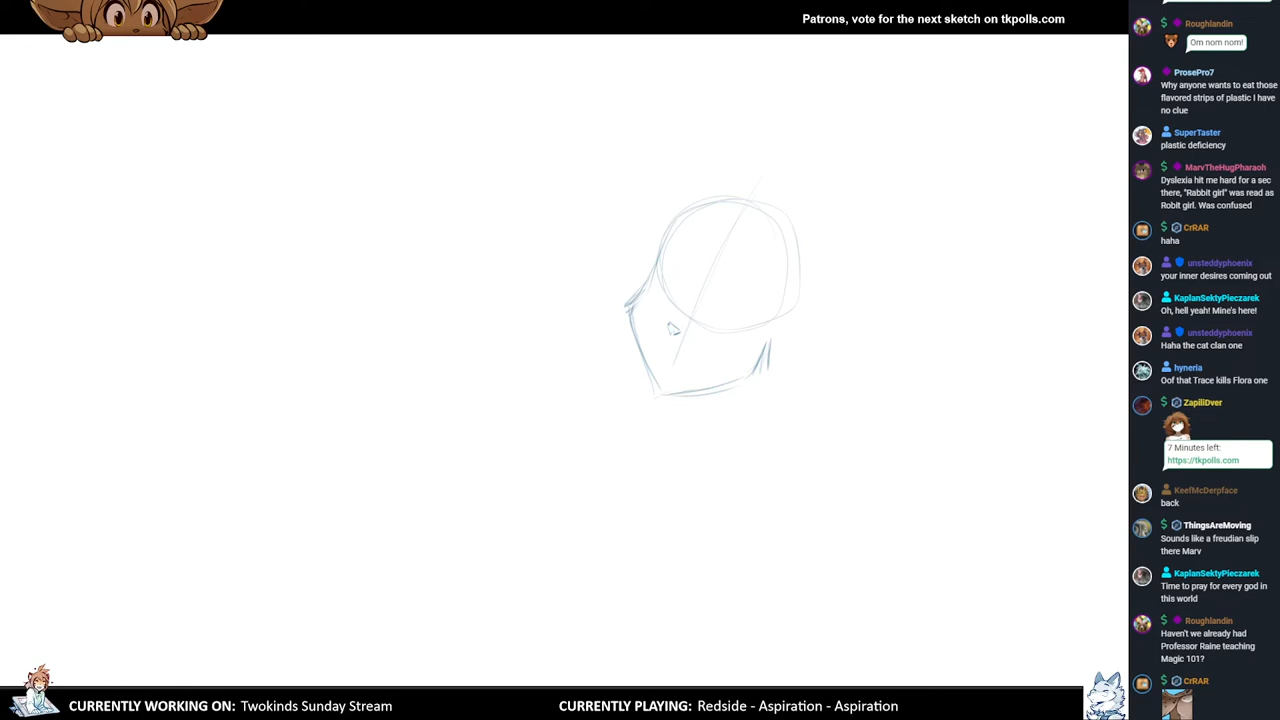 Patrons, vote for the next sketch on tkpolls.com
Roughlandin
Om nom nom!
ProsePro7
Why anyone wants to eat those
flavored strips of plastic I have
no clue
SuperTaster
plastic deficiency
MarvTheHugPharaoh
Dyslexia hit me hard for a sec
there, "Rabbit girl" was read as
Robit girl. Was confused
CrRAR
haha
unsteddyphoenix
your inner desires coming out
KaplanSektyPieczarek
Oh, hell yeah! Mine's here!
unsteddyphoenix
Haha the cat clan one
hyneria
Oof that Trace kills Flora one
ZapiliDver
7 Minutes left:
https://tkpolls.com
KeefMcDerpface
back
ThingsAreMoving
Sounds like a freudian slip
there Marv
KaplanSektyPieczarek
Time to pray for every god in
this world
Roughlandin
Haven't we already had
Professor Raine teaching
Magic 101?
CrRAR
CURRENTLY WORKING ON: Twokinds Sunday Stream
CURRENTLY PLAYING: Redside - Aspiration - Aspiration